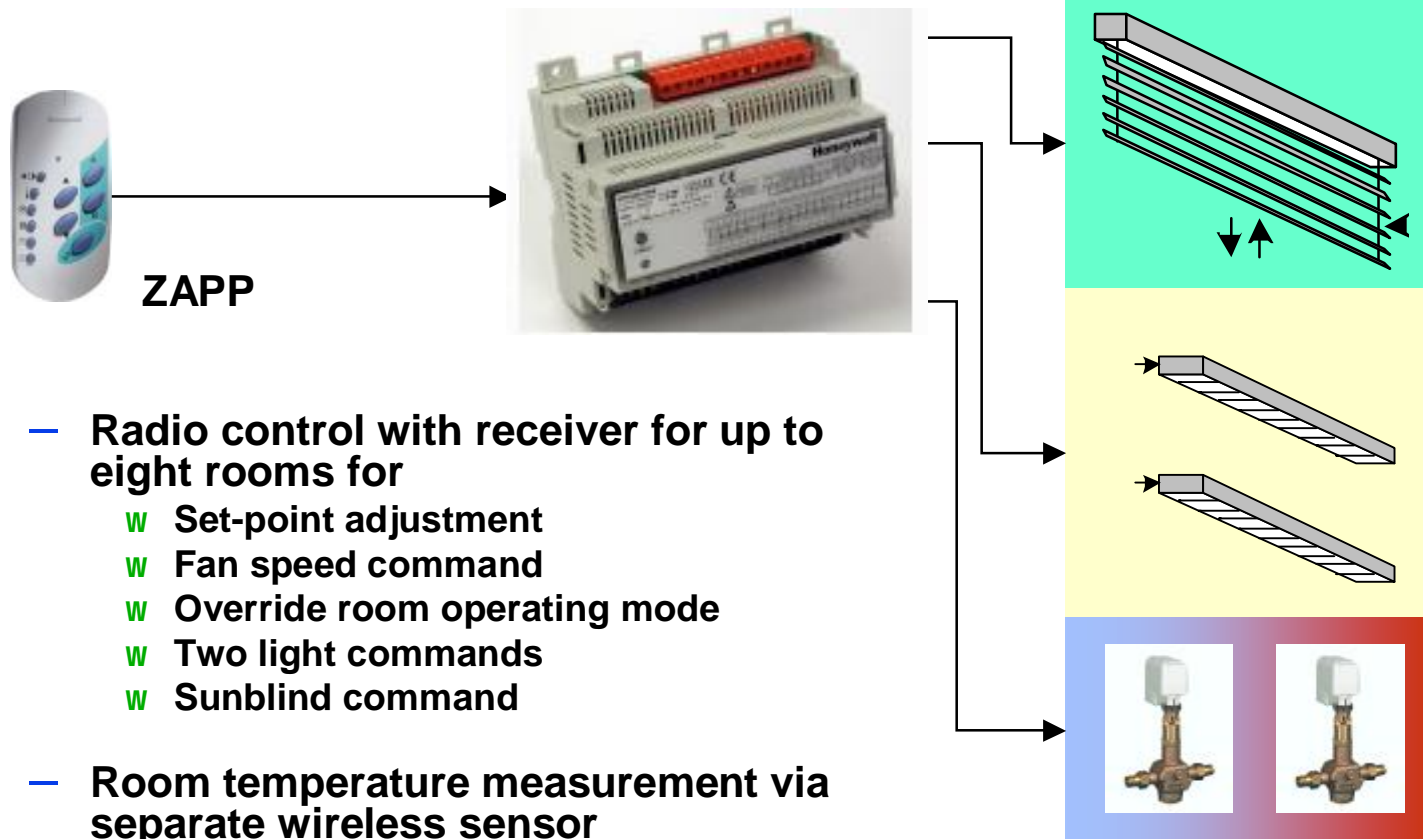 Honeywell
ZAPP
– Radio control with receiver for up to
eight rooms for
w Set-point adjustment
w Fan speed command
w Override room operating mode
w Two light commands
w Sunblind command
– Room temperature measurement via
separate wireless sensor